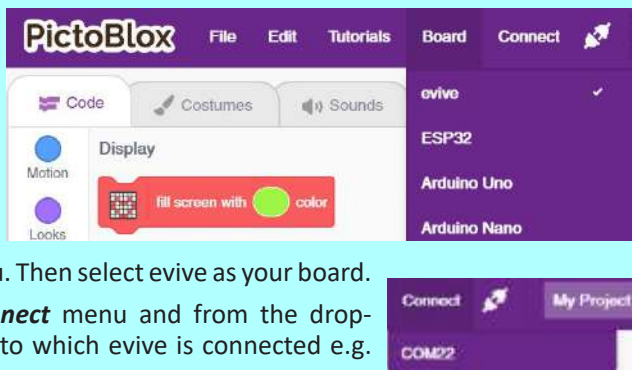 PictoBlox File Edit Tutorials Board Connect
Code Costumes Sounds
evive
ESP32
Arduino Uno
Arduino Nano
Motion
Looks
Display
fill screen with color
u. Then select evive as your board.
nect menu and from the drop-
to which evive is connected e.g.
Connect My Project
COM22